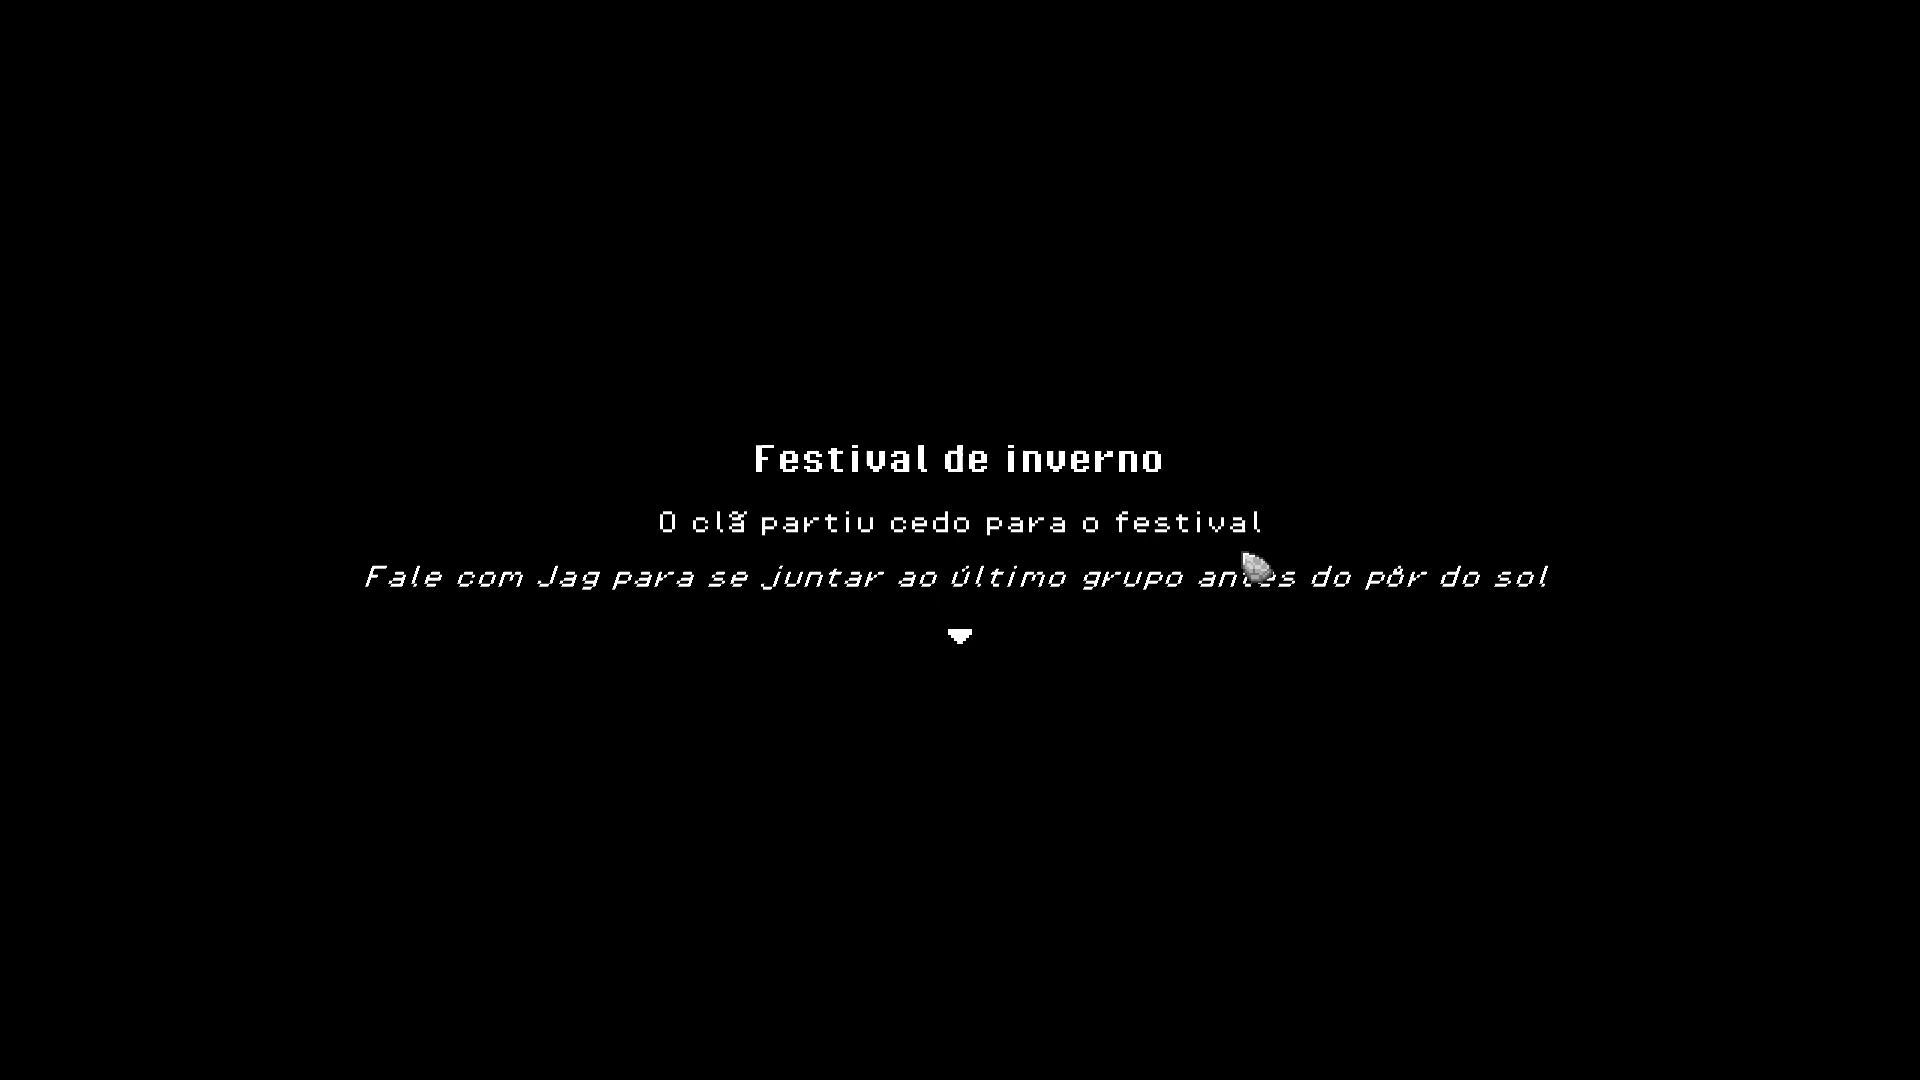 Festival de inverno
O clã partiu cedo para o festival
Fale com Jag para se juntar ao último grupo antes do pôr do sol